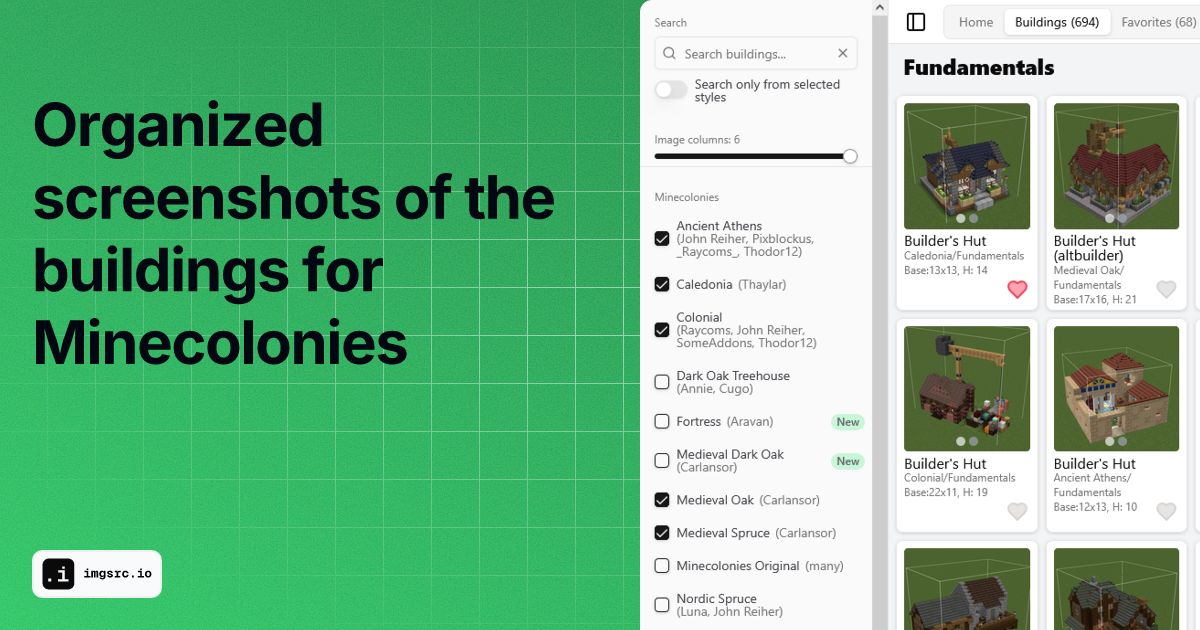 Organized
screenshots of the
buildings for
Minecolonies
.i imgsrc.io
Search
Search buildings...
Search only from selected
styles
Image columns: 6
Minecolonies
Ancient Athens
(John Reiher, Pixblockus,
_Raycoms_, Thodor12)
Caledonia (Thaylar)
Colonial
(Raycoms, John Reiher,
SomeAddons, Thodor12)
Dark Oak Treehouse
(Annie, Cugo)
Fortress (Aravan) New
Medieval Dark Oak
(Carlansor) New
Medieval Oak (Carlansor)
Medieval Spruce (Carlansor)
Minecolonies Original (many)
Nordic Spruce
(Luna, John Reiher)
Home Buildings (694) Favorites (68)
Fundamentals
Builder's Hut
Caledonia/Fundamentals
Base:13x13, H: 14
Builder's Hut
(altbuilder)
Medieval Oak/
Fundamentals
Base:17x16, H: 21
Builder's Hut
Colonial/Fundamentals
Base:22x11, H: 19
Builder's Hut
Ancient Athens/
Fundamentals
Base:12x13, H: 10